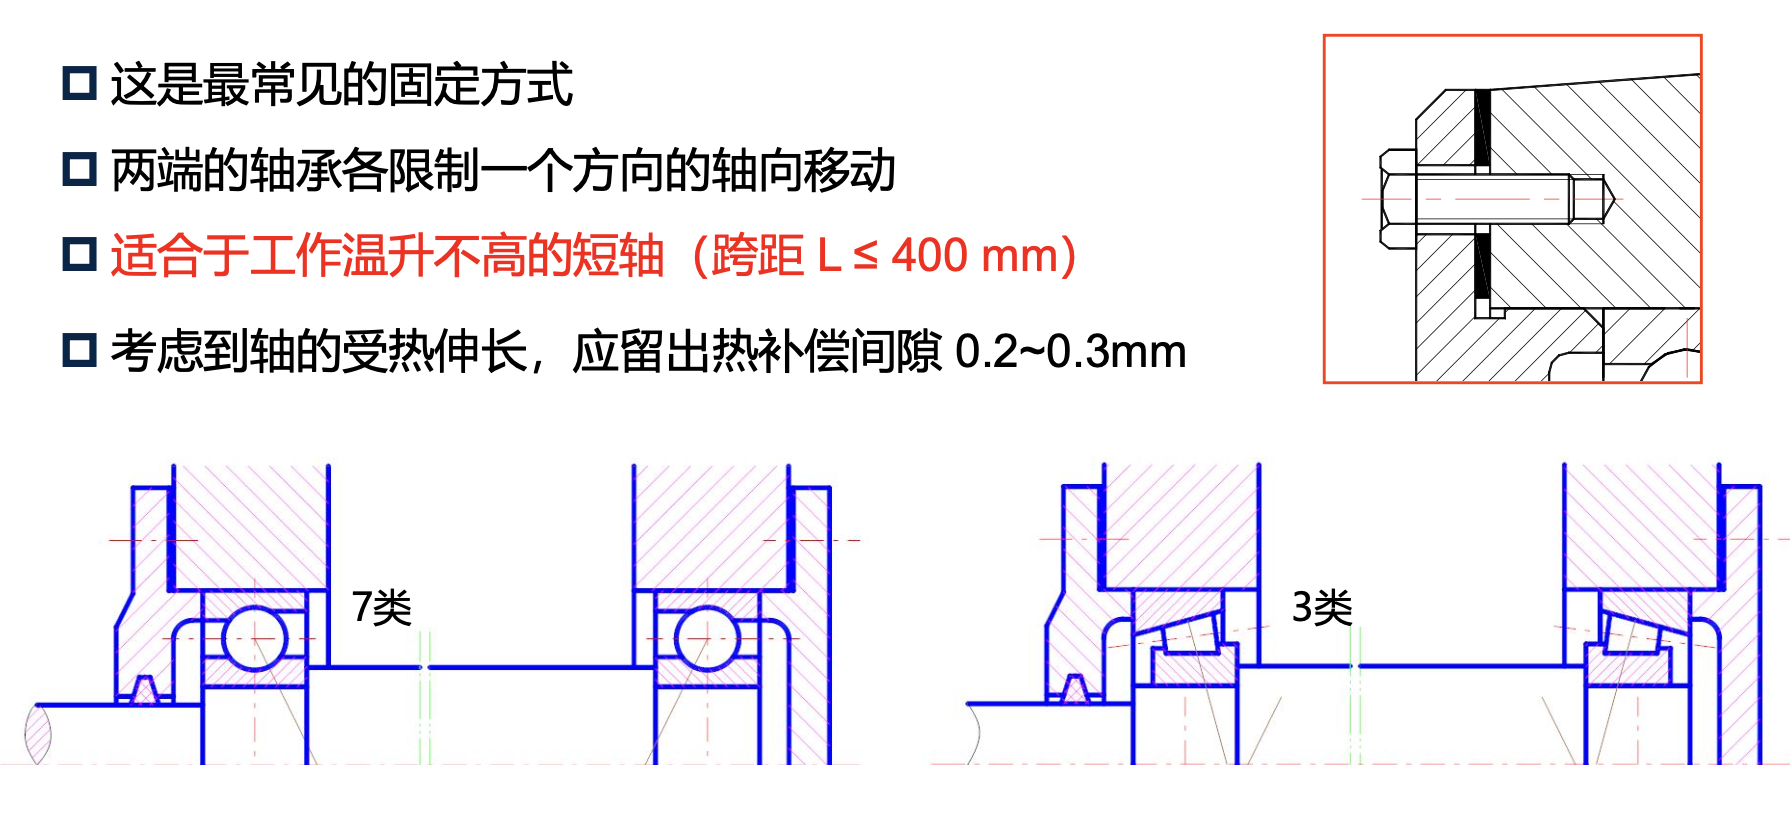 这是最常见的固定方式
两端的轴承各限制一个方向的轴向移动
适合于工作温升不高的短轴（跨距 L ≤ 400 mm）
考虑到轴的受热伸长，应留出热补偿间隙 0.2~0.3mm
7类
3类